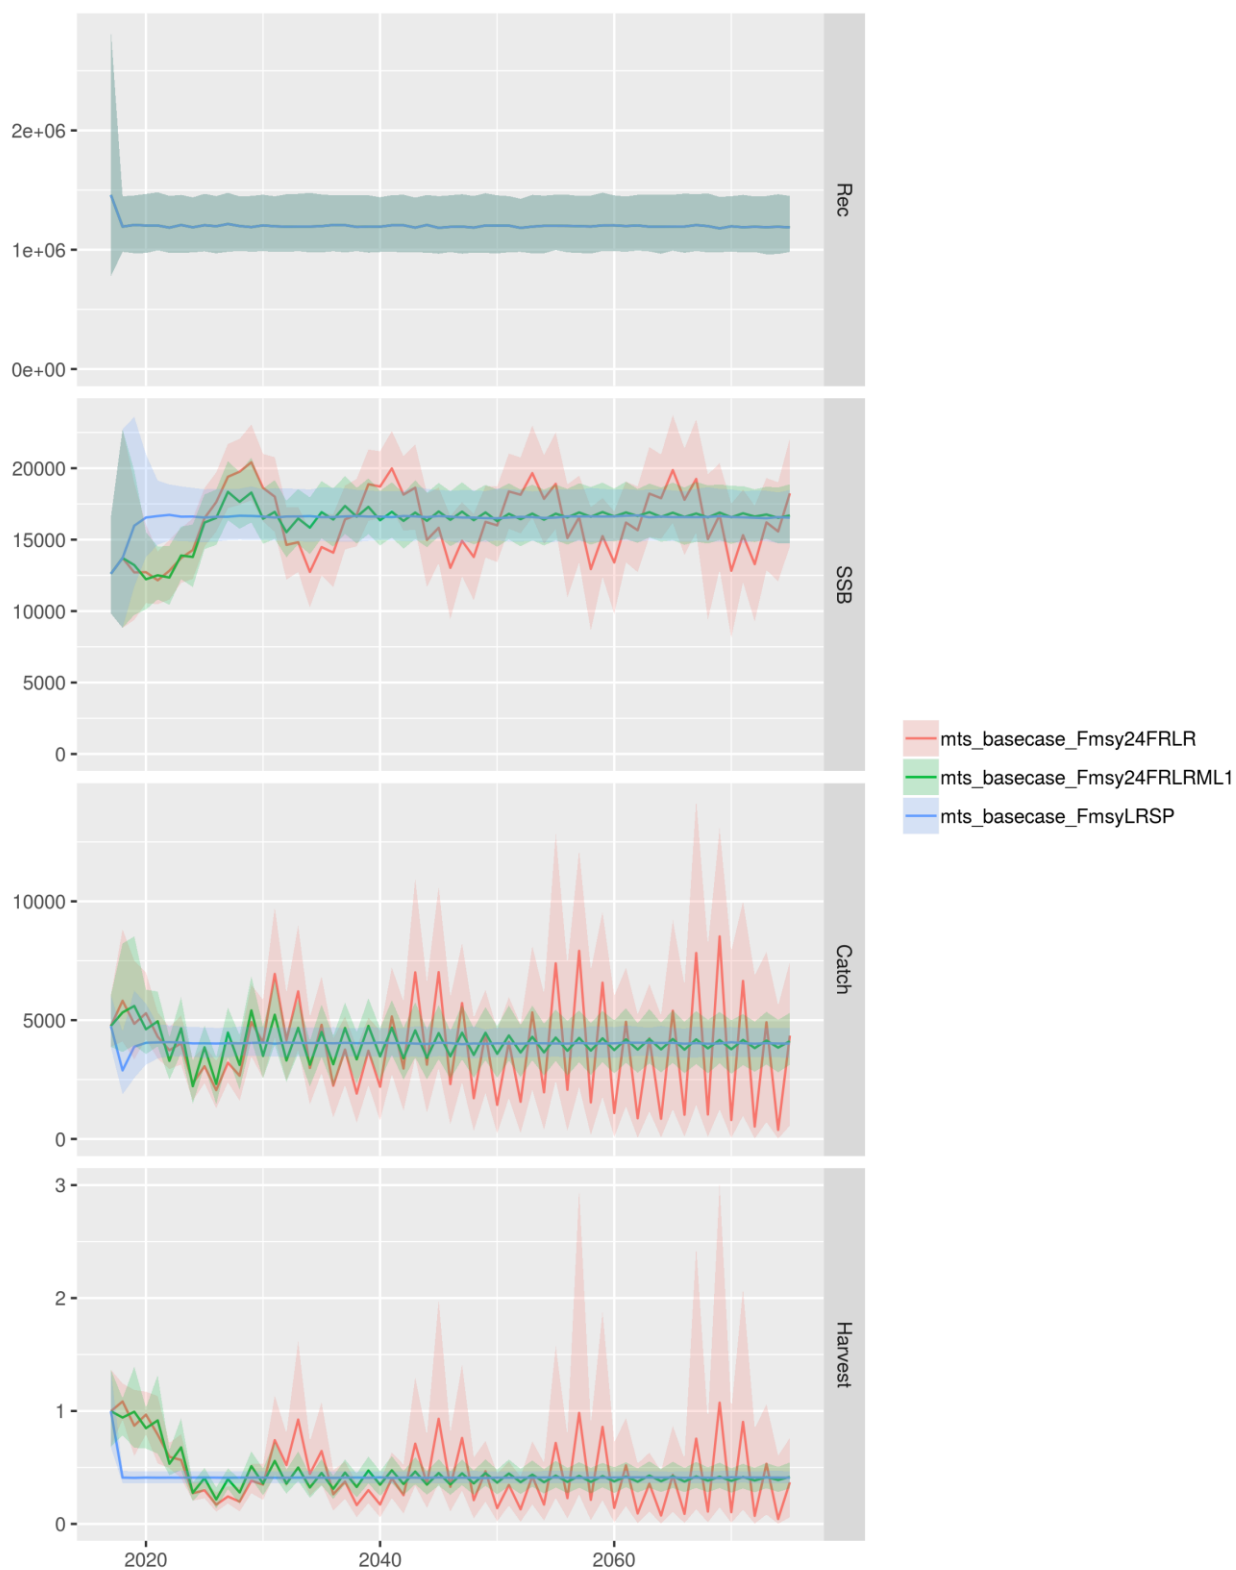 2e+06
1e+06
0e+00
Rec
20000
15000
10000
5000
0
SSB
10000
5000
0
Catch
3
2
1
0
Harvest
2020
2040
2060
mts_basecase_Fmsy24FRLR
mts_basecase_Fmsy24FRLRML1
mts_basecase_FmsyLRSP